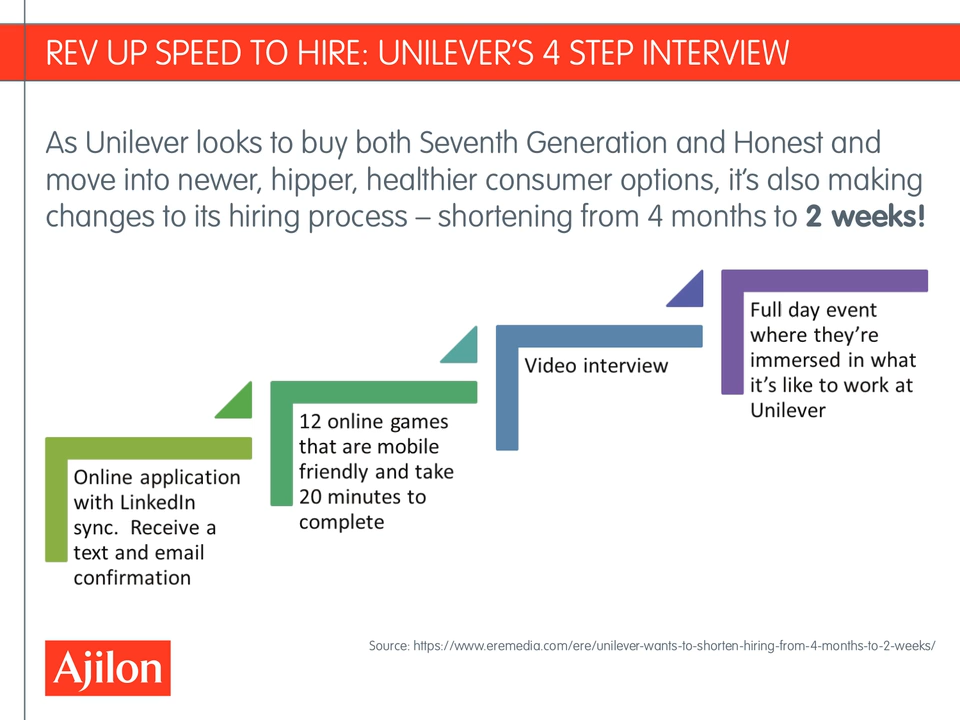 REV UP SPEED TO HIRE: UNILEVER'S 4 STEP INTERVIEW
As Unilever looks to buy both Seventh Generation and Honest and
move into newer, hipper, healthier consumer options, it's also making
changes to its hiring process – shortening from 4 months to 2 weeks!
Online application
with LinkedIn
sync.  Receive a
text and email
confirmation
12 online games
that are mobile
friendly and take
20 minutes to
complete
Video interview
Full day event
where they're
immersed in what
it's like to work at
Unilever
Source: https://www.eremedia.com/ere/unilever-wants-to-shorten-hiring-from-4-months-to-2-weeks/
Ajilon